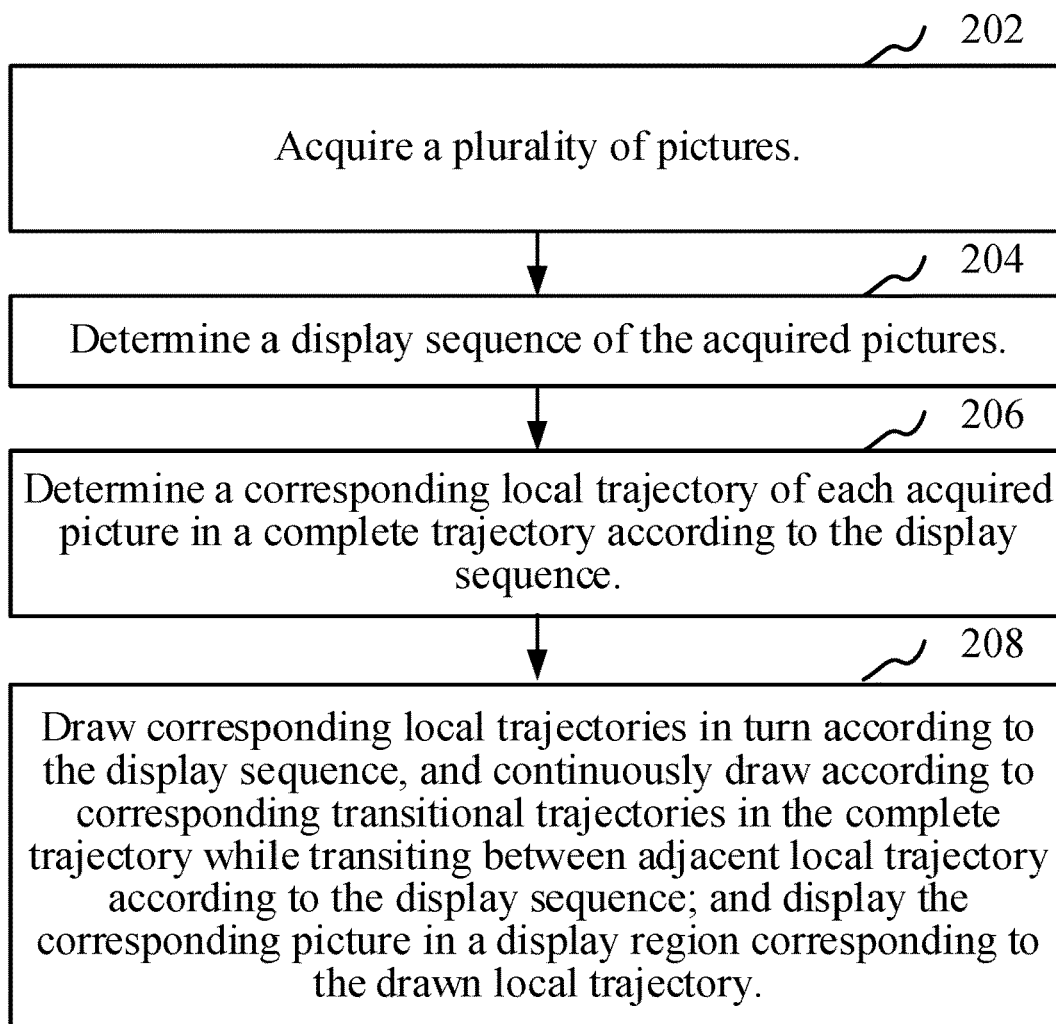 202
Acquire a plurality of pictures.
204
Determine a display sequence of the acquired pictures.
206
Determine a corresponding local trajectory of each acquired
picture in a complete trajectory according to the display
sequence.
208
Draw corresponding local trajectories in turn according to
the display sequence, and continuously draw according to
corresponding transitional trajectories in the complete
trajectory while transiting between adjacent local trajectory
according to the display sequence; and display the
corresponding picture in a display region corresponding to
the drawn local trajectory.